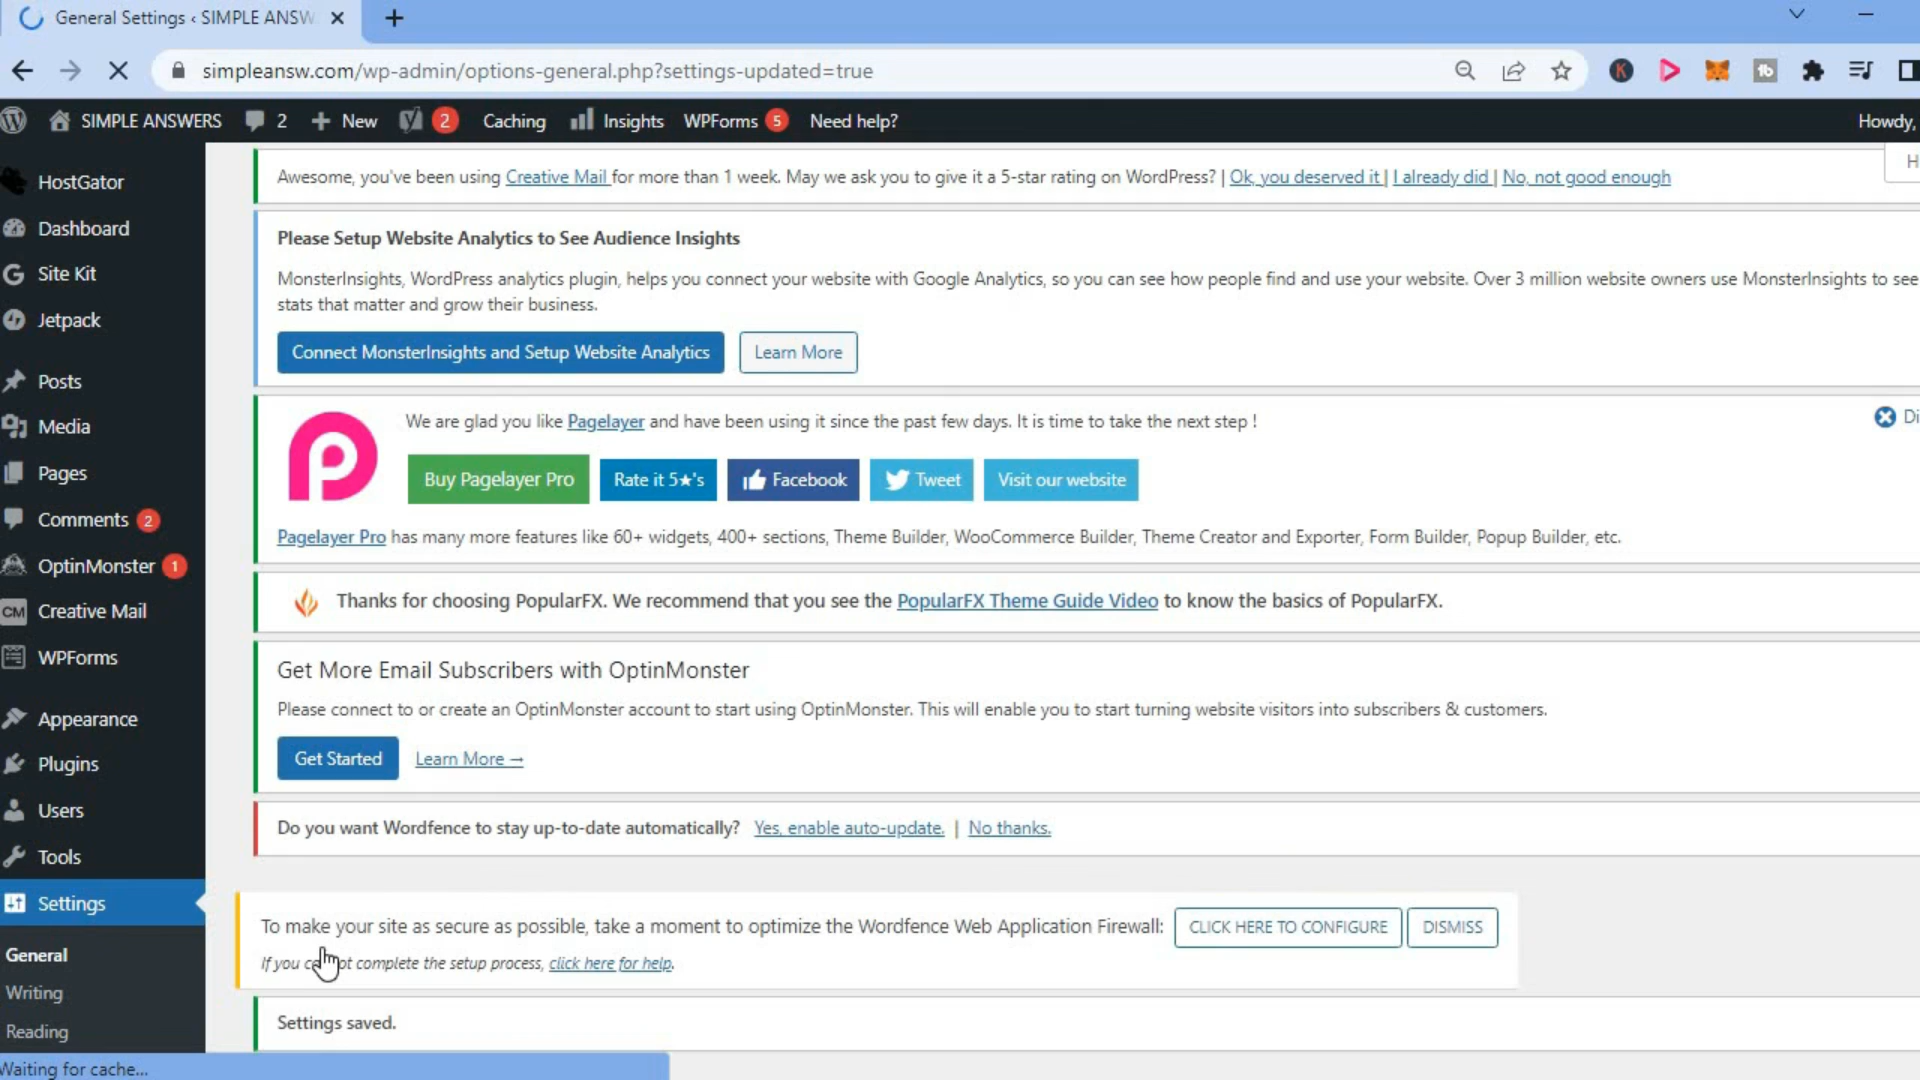 General Settings ‹ SIMPLE ANSW
simpleansw.com/wp-admin/options-general.php?settings-updated=true
SIMPLE ANSWERS 2 New 2 Caching Insights WPForms 5 Need help? Howdy,
HostGator
Dashboard
Site Kit
Jetpack
Posts
Media
Pages
Comments 2
OptinMonster 1
CM Creative Mail
WPForms
Appearance
Plugins
Users
Tools
Settings
General
Writing
Reading
Waiting for cache...
H
Awesome, you've been using Creative Mail for more than 1 week. May we ask you to give it a 5-star rating on WordPress? | Ok, you deserved it | I already did | No, not good enough
Please Setup Website Analytics to See Audience Insights
MonsterInsights, WordPress analytics plugin, helps you connect your website with Google Analytics, so you can see how people find and use your website. Over 3 million website owners use MonsterInsights to see
stats that matter and grow their business.
Connect MonsterInsights and Setup Website Analytics Learn More
We are glad you like Pagelayer and have been using it since the past few days. It is time to take the next step !
Di
Buy Pagelayer Pro Rate it 5★'s Facebook Tweet Visit our website
Pagelayer Pro has many more features like 60+ widgets, 400+ sections, Theme Builder, WooCommerce Builder, Theme Creator and Exporter, Form Builder, Popup Builder, etc.
Thanks for choosing PopularFX. We recommend that you see the PopularFX Theme Guide Video to know the basics of PopularFX.
Get More Email Subscribers with OptinMonster
Please connect to or create an OptinMonster account to start using OptinMonster. This will enable you to start turning website visitors into subscribers & customers.
Get Started Learn More →
Do you want Wordfence to stay up-to-date automatically? Yes, enable auto-update. | No thanks.
To make your site as secure as possible, take a moment to optimize the Wordfence Web Application Firewall: CLICK HERE TO CONFIGURE DISMISS
If you c ot complete the setup process, click here for help.
Settings saved.